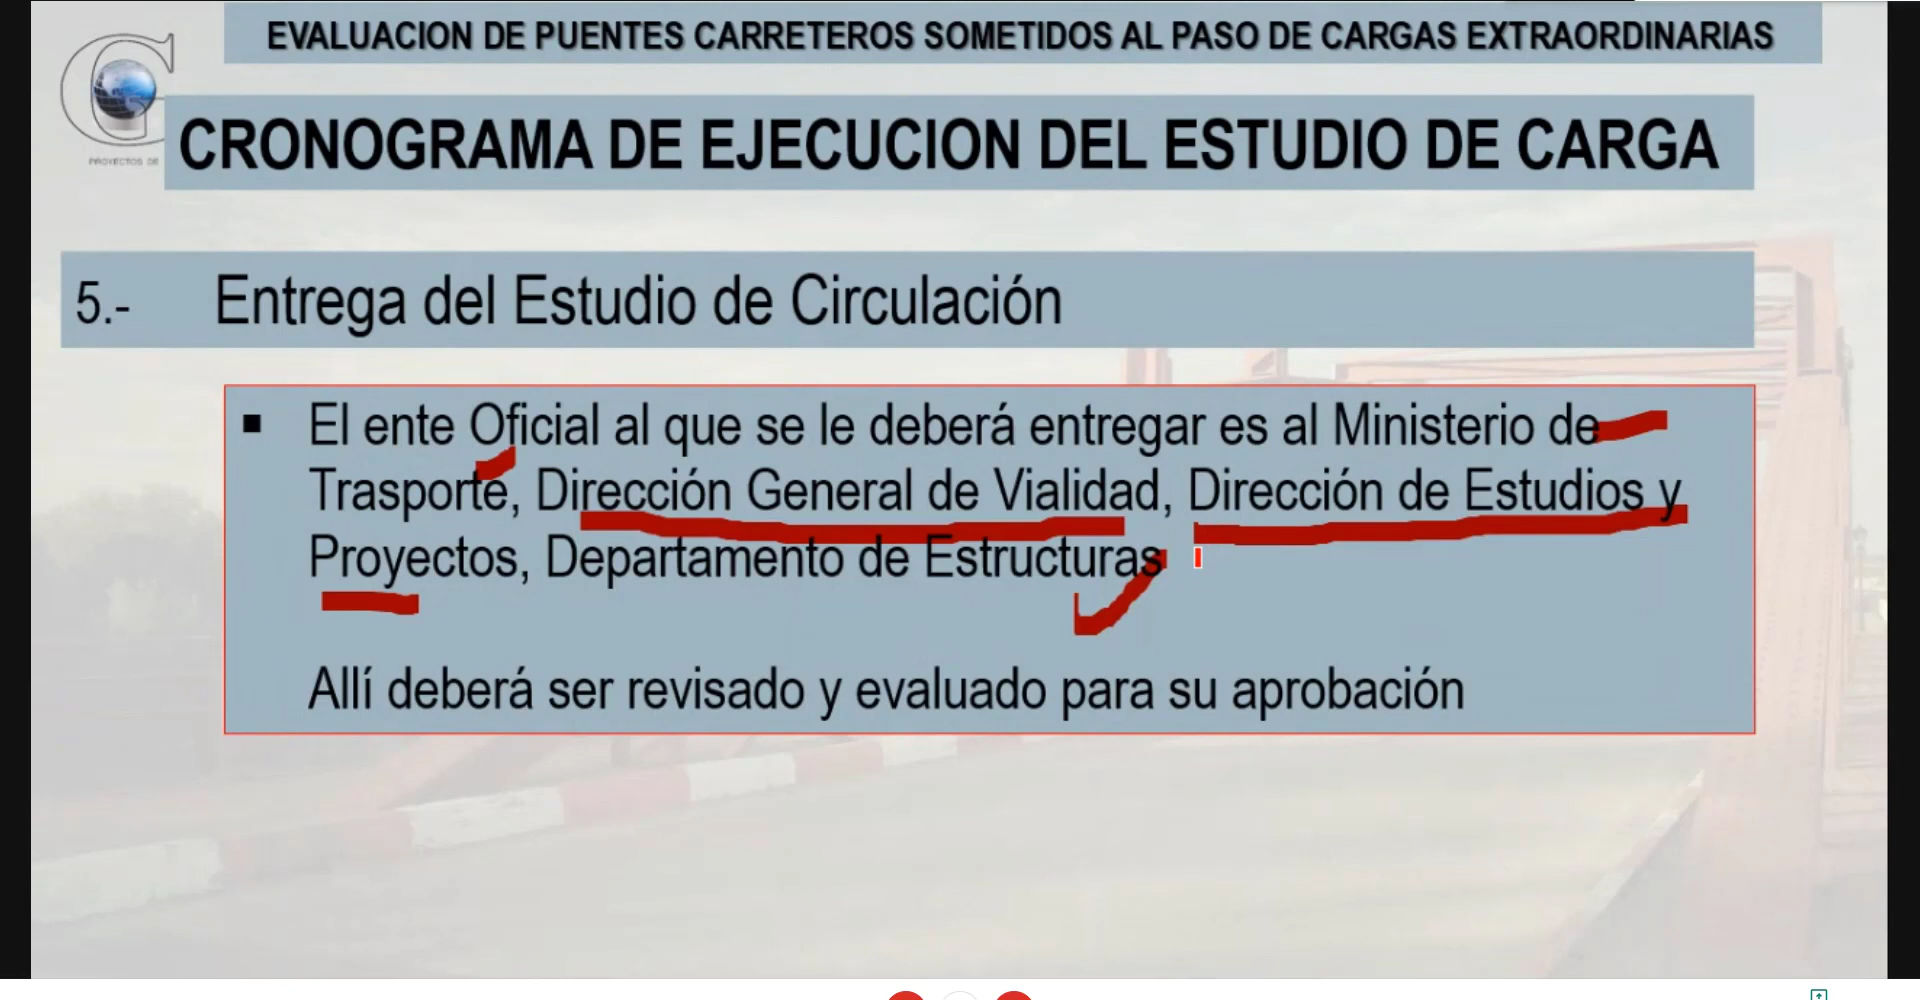 EVALUACION DE PUENTES CARRETEROS SOMETIDOS AL PASO DE CARGAS EXTRAORDINARIAS
PROYECTOS DE
CRONOGRAMA DE EJECUCION DEL ESTUDIO DE CARGA
5.- Entrega del Estudio de Circulación
▪ El ente Oficial al que se le deberá entregar es al Ministerio de
Trasporte, Dirección General de Vialidad, Dirección de Estudios y
Proyectos, Departamento de Estructuras
Allí deberá ser revisado y evaluado para su aprobación